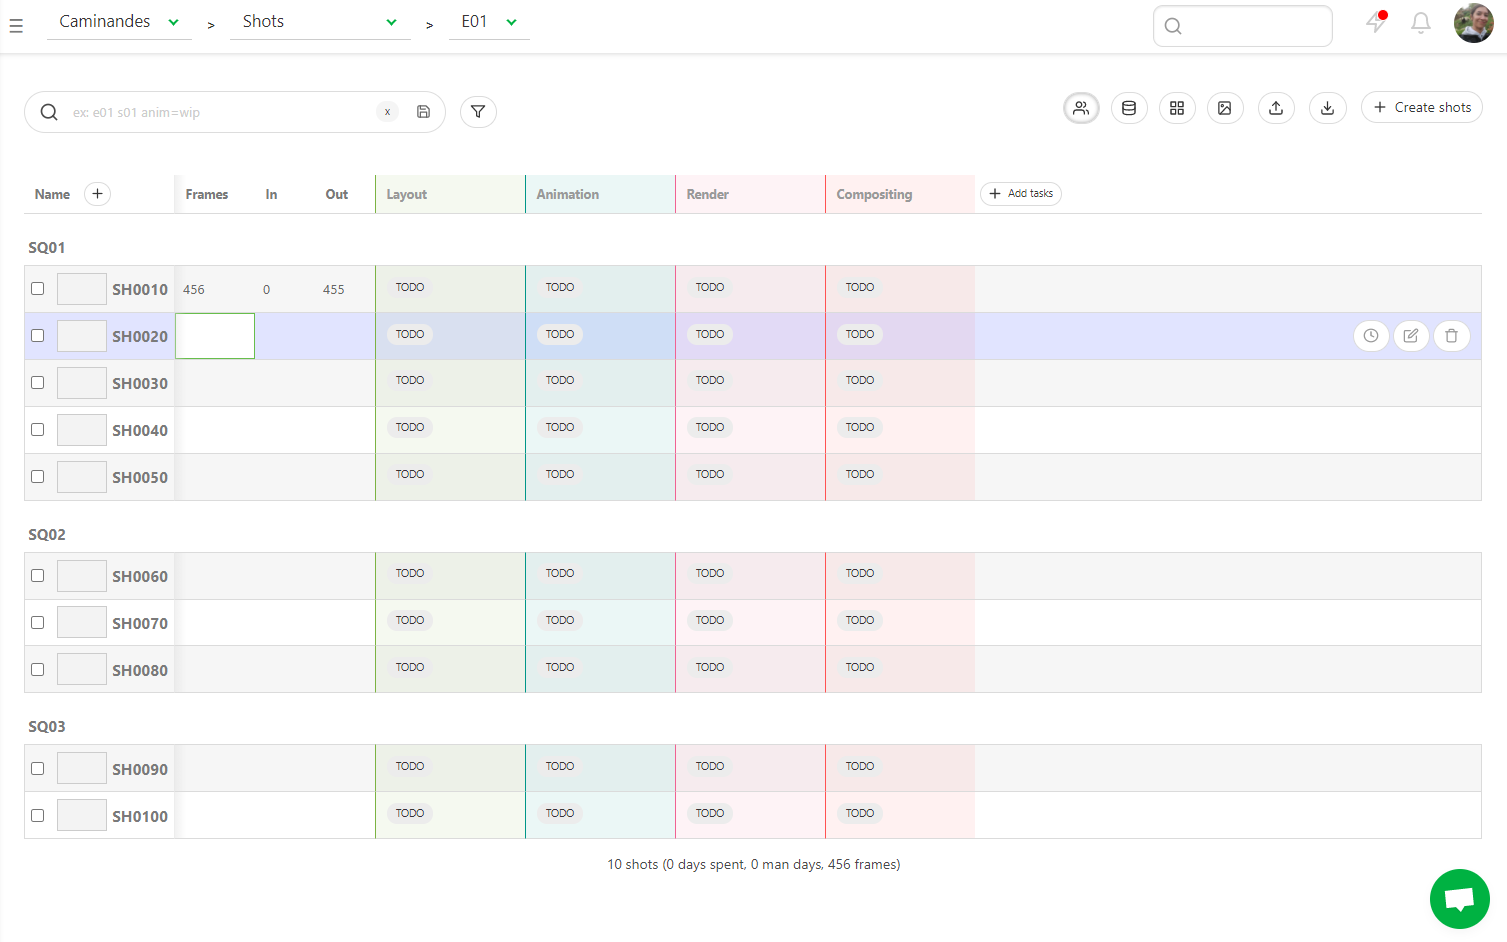 Caminandes > Shots > E01
ex: e01 s01 anim=wip x
Create shots
Name Frames In Out Layout Animation Render Compositing Add tasks
SQ01
SH0010 456 0 455 TODO TODO TODO TODO
SH0020 TODO TODO TODO TODO
SH0030 TODO TODO TODO TODO
SH0040 TODO TODO TODO TODO
SH0050 TODO TODO TODO TODO
SQ02
SH0060 TODO TODO TODO TODO
SH0070 TODO TODO TODO TODO
SH0080 TODO TODO TODO TODO
SQ03
SH0090 TODO TODO TODO TODO
SH0100 TODO TODO TODO TODO
10 shots (0 days spent, 0 man days, 456 frames)